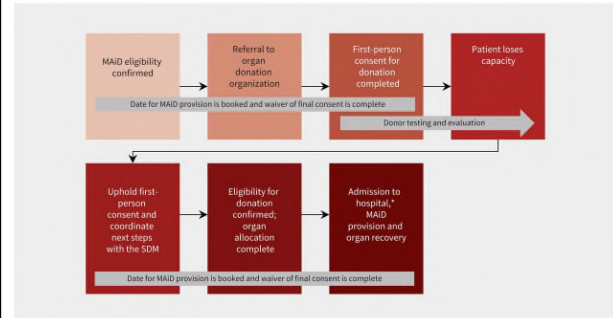 MAiD eligibility
confirmed
Referral to
organ
donation
organization
First-person
consent for
donation
completed
Patient loses
capacity
Date for MAiD provision is booked and waiver of final consent is complete
Donor testing and evaluation
Uphold first-
person
consent and
coordinate
next steps
with the SDM
Eligibility for
donation
confirmed;
organ
allocation
complete
Admission to
hospital,*
MAiD
provision
and organ
recovery
Date for MAiD provision is booked and waiver of final consent is complete